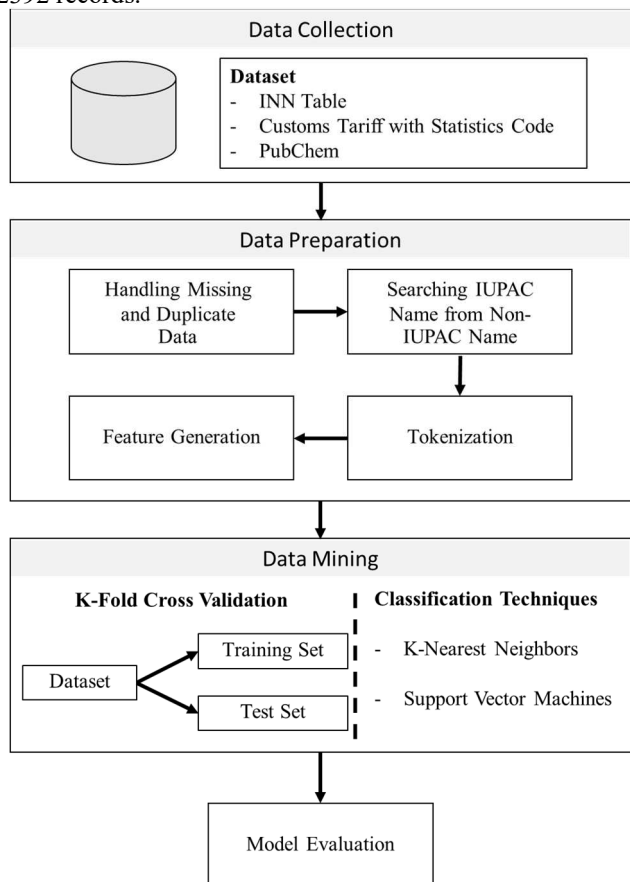 2392 records.
Data Collection
Dataset
- INN Table
- Customs Tariff with Statistics Code
- PubChem
Data Preparation
Handling Missing
and Duplicate
Data
Searching IUPAC
Name from Non-
IUPAC Name
Feature Generation
Tokenization
Data Mining
K-Fold Cross Validation
Dataset
Training Set
Test Set
Classification Techniques
- K-Nearest Neighbors
- Support Vector Machines
Model Evaluation